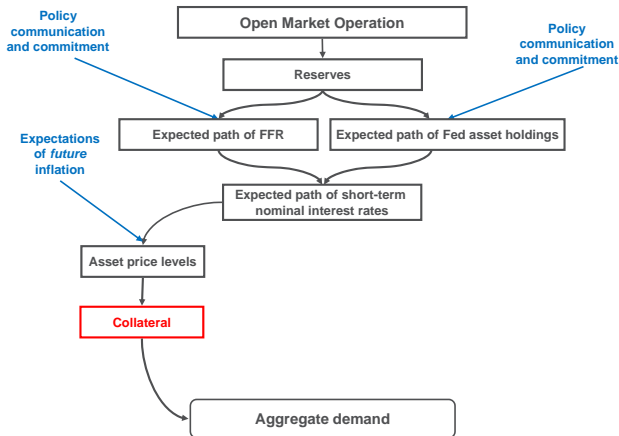 Policy
communication
and commitment
Open Market Operation
Policy
communication
and commitment
Reserves
Expected path of FFR
Expected path of Fed asset holdings
Expectations
of future
inflation
Expected path of short-term
nominal interest rates
Asset price levels
Collateral
Aggregate demand